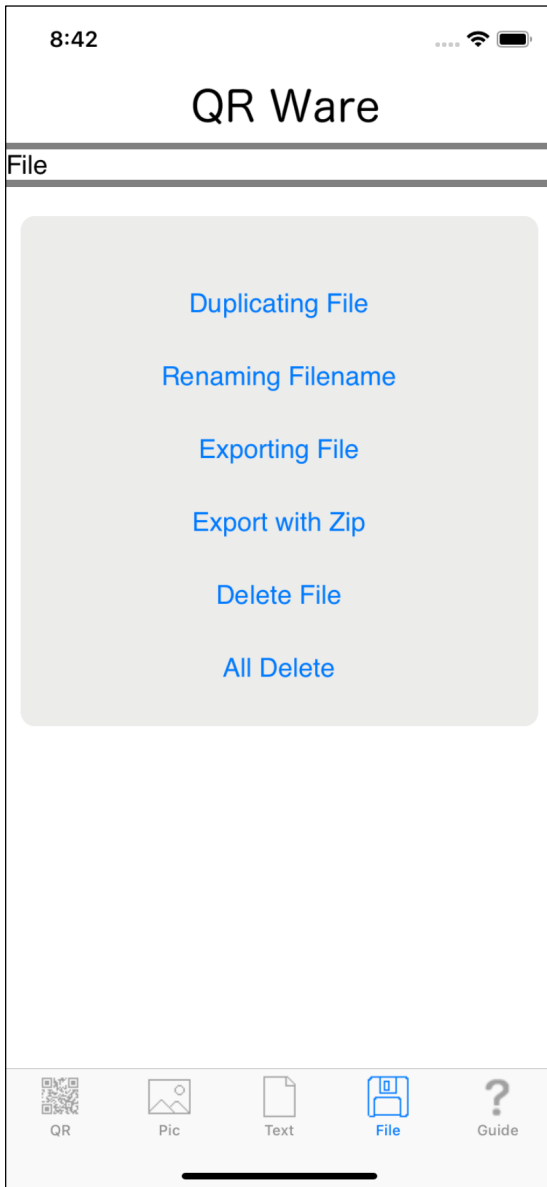 8:42
QR Ware
File
Duplicating File
Renaming Filename
Exporting File
Export with Zip
Delete File
All Delete
QR
Pic
Text
File
Guide